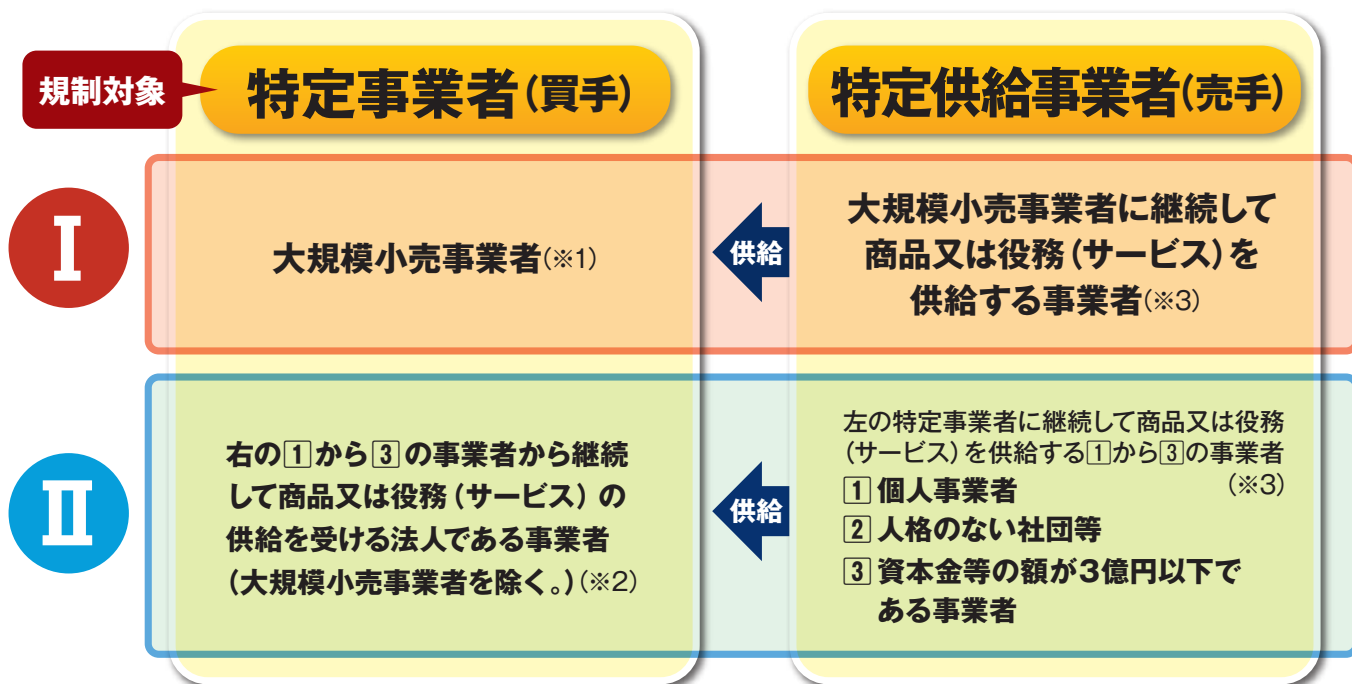 規制対象
特定事業者(買手)
特定供給事業者(売手)
I
大規模小売事業者(※1)
供給
大規模小売事業者に継続して
商品又は役務(サービス)を
供給する事業者(※3)
II
右の1から3の事業者から継続
して商品又は役務(サービス)の
供給を受ける法人である事業者
(大規模小売事業者を除く。)(※2)
供給
左の特定事業者に継続して商品又は役務
(サービス)を供給する1から3の事業者
(※3)
1 個人事業者
2 人格のない社団等
3 資本金等の額が3億円以下で
ある事業者